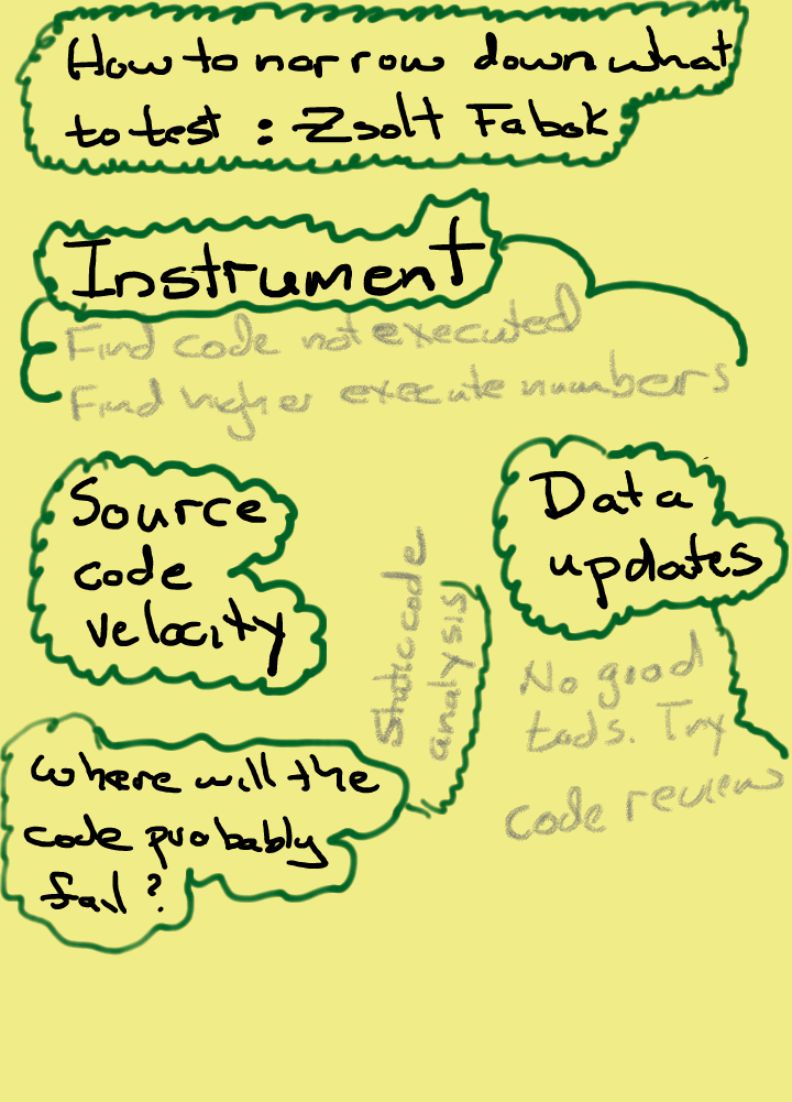 How to narrow down what
to test : Zsolt Fabok
Instrument
Find code not executed
Find higher execute numbers
Source
code
velocity
Data
updates
Static code
analysis
No good
Try
code review
where will the
code probably
fail?